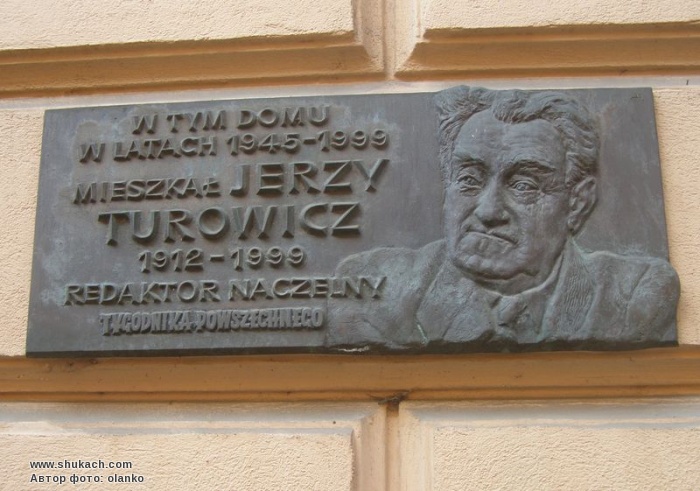 W TYM DOMU
W LATACH 1945-1999
MIESZKAŁ JERZY
TUROWICZ
1912-1999
REDAKTOR NACZELNY
TYGODNIKA POWSZECHNEGO
www.shukach.com
Автор фото: olanko